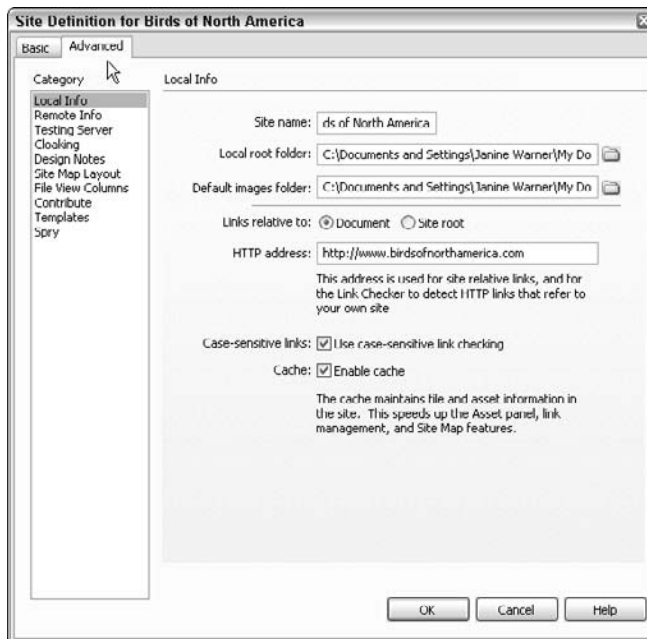 Site Definition for Birds of North America
Basic
Advanced
Category
Local Info
Remote Info
Testing Server
Cloaking
Design Notes
Site Map Layout
File View Columns
Contribute
Templates
Spry
Local Info
Site name: ds of North America
Local root folder: C:\Documents and Settings\Janine Warner\My Do
Default images folder: C:\Documents and Settings\Janine Warner\My Do
Links relative to: Document Site root
HTTP address: http://www.birdsofnorthamerica.com
This address is used for site relative links, and for
the Link Checker to detect HTTP links that refer to
your own site
Case-sensitive links: Use case-sensitive link checking
Cache: Enable cache
The cache maintains file and asset information in
the site. This speeds up the Asset panel, link
management, and Site Map features.
OK
Cancel
Help